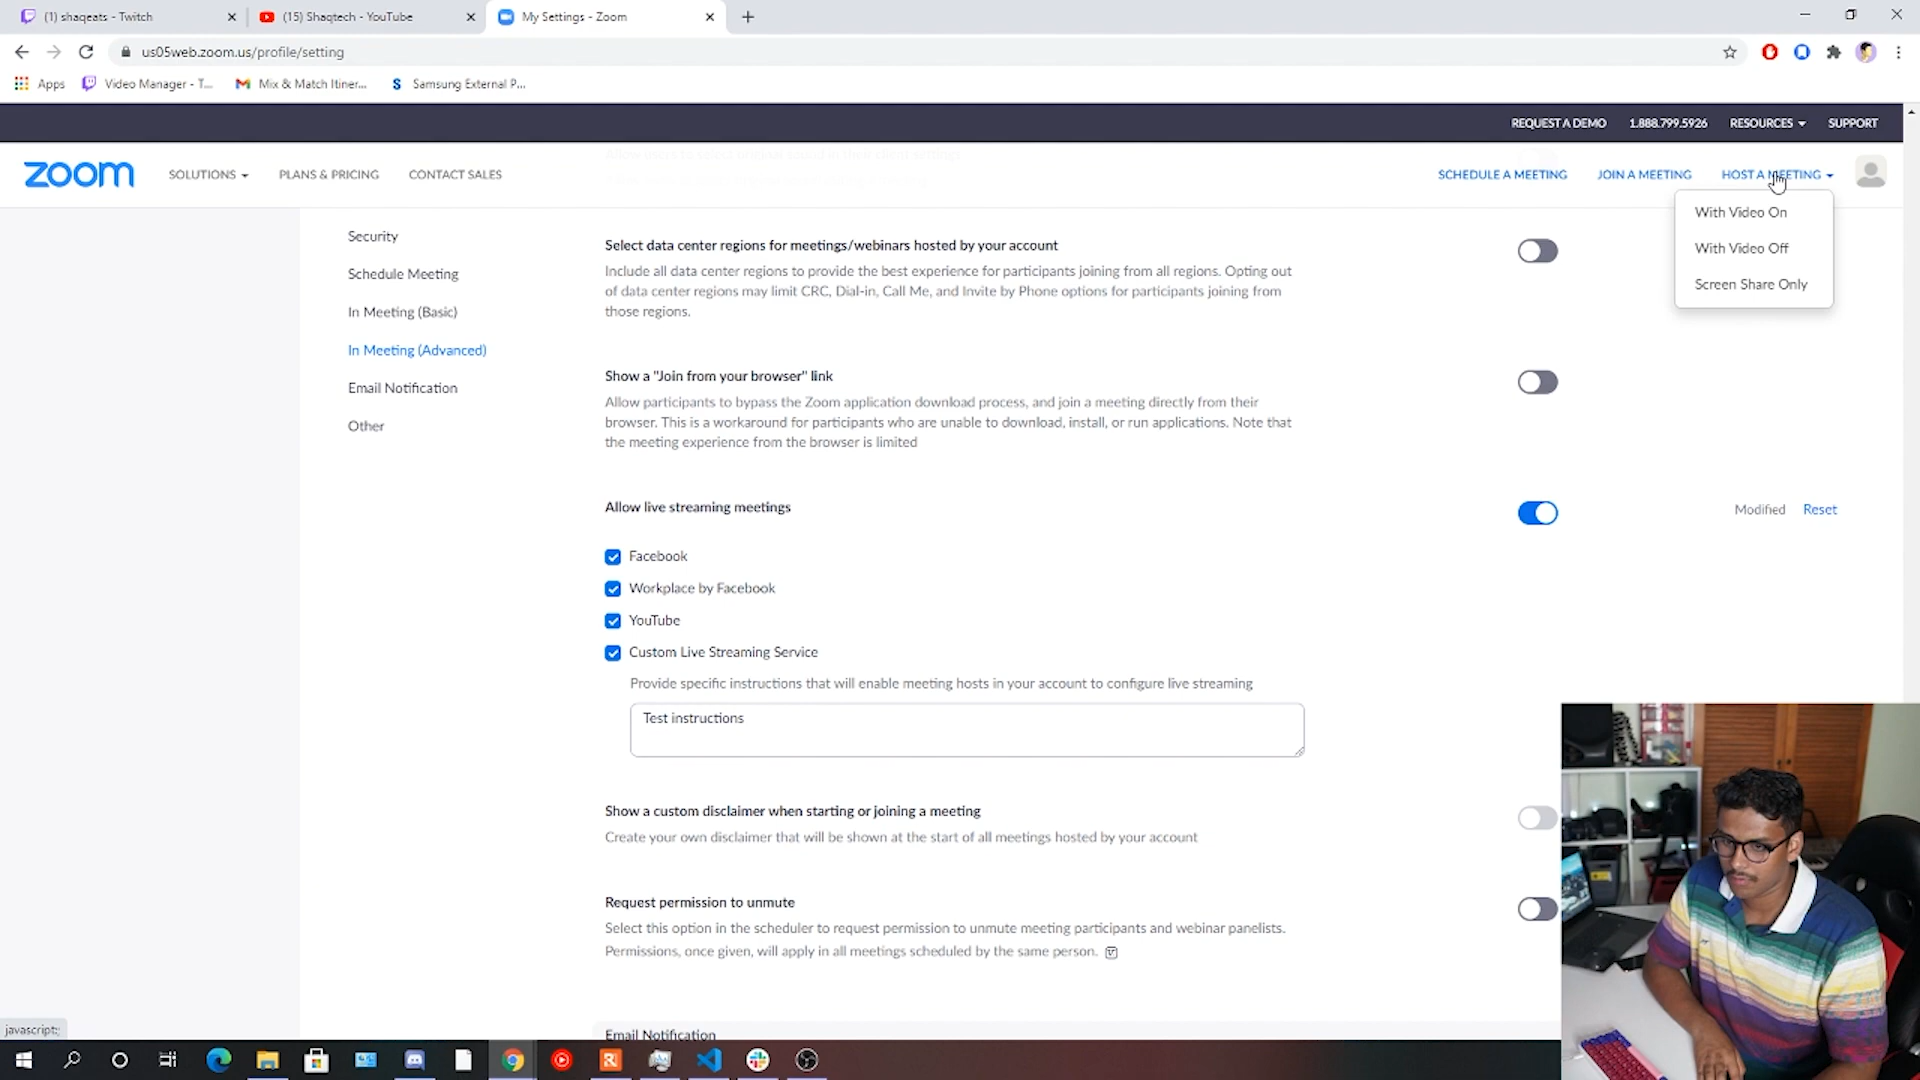 (1) shaqeats - Twitch
(15) Shaqtech - YouTube
My Settings - Zoom
us05web.zoom.us/profile/setting
Apps
Video Manager - T...
Mix & Match Itiner...
Samsung External P...
REQUEST A DEMO
1.888.799.5926
RESOURCES
SUPPORT
zoom
SOLUTIONS
PLANS & PRICING
CONTACT SALES
SCHEDULE A MEETING
JOIN A MEETING
HOST A MEETING
With Video On
With Video Off
Screen Share Only
Security
Schedule Meeting
In Meeting (Basic)
In Meeting (Advanced)
Email Notification
Other
Select data center regions for meetings/webinars hosted by your account
Include all data center regions to provide the best experience for participants joining from all regions. Opting out
of data center regions may limit CRC, Dial-in, Call Me, and Invite by Phone options for participants joining from
those regions.
Show a "Join from your browser" link
Allow participants to bypass the Zoom application download process, and join a meeting directly from their
browser. This is a workaround for participants who are unable to download, install, or run applications. Note that
the meeting experience from the browser is limited
Allow live streaming meetings
Modified
Reset
Facebook
Workplace by Facebook
YouTube
Custom Live Streaming Service
Provide specific instructions that will enable meeting hosts in your account to configure live streaming
Test instructions
Show a custom disclaimer when starting or joining a meeting
Create your own disclaimer that will be shown at the start of all meetings hosted by your account
Request permission to unmute
Select this option in the scheduler to request permission to unmute meeting participants and webinar panelists.
Permissions, once given, will apply in all meetings scheduled by the same person.
Email Notification
javascript:;